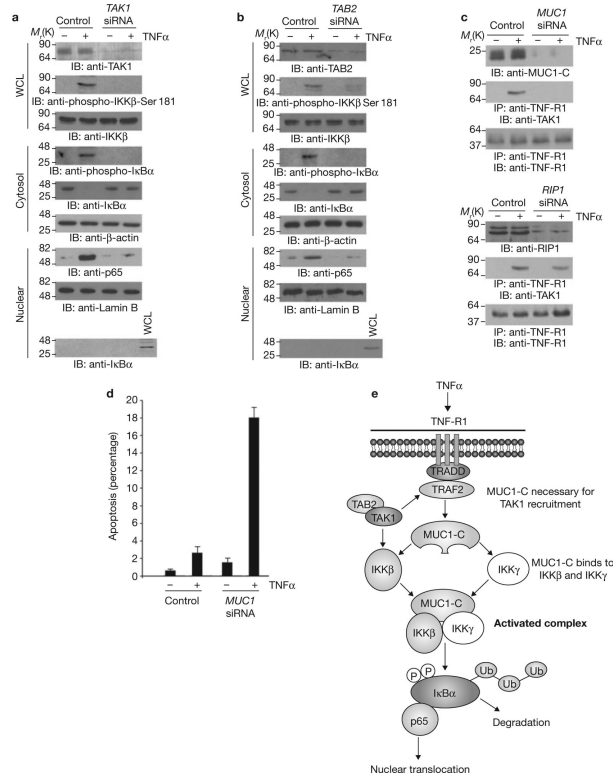 a
TAK1
Control siRNA
Mr(K) – + – + TNFα
90
64
IB: anti-TAK1
90
64
IB: anti-phospho-IKKβ-Ser 181
90
64
IB: anti-IKKβ
WCL
48
25
IB: anti-phospho-IκBα
48
25
IB: anti-IκBα
48
25
IB: anti-β-actin
Cytosol
82
48
IB: anti-p65
82
48
IB: anti-Lamin B
Nuclear
WCL
48
25
IB: anti-IκBα
b
TAB2
Control siRNA
Mr(K) – + – + TNFα
90
64
IB: anti-TAB2
90
64
IB: anti-phospho-IKKβ Ser 181
90
64
IB: anti-IKKβ
WCL
48
25
IB: anti-phospho-IκBα
48
25
IB: anti-IκBα
48
25
IB: anti-β-actin
Cytosol
82
48
IB: anti-p65
82
48
IB: anti-Lamin B
Nuclear
WCL
48
25
IB: anti-IκBα
c
MUC1
Control siRNA
Mr(K) – + – + TNFα
25
IB: anti-MUC1-C
90
64
IP: anti-TNF-R1
IB: anti-TAK1
64
37
IP: anti-TNF-R1
IB: anti-TNF-R1
RIP1
Control siRNA
Mr(K) – + – +
90
64
IB: anti-RIP1
90
64
IP: anti-TNF-R1
IB: anti-TAK1
64
37
IP: anti-TNF-R1
IB: anti-TNF-R1
d
Apoptosis (percentage)
20
18
16
14
12
10
8
6
4
2
0
– + – + TNFα
Control MUC1
siRNA
e
TNFα
TNF-R1
TRADD
TRAF2
MUC1-C necessary for
TAK1 recruitment
TAB2
TAK1
MUC1-C
IKKβ
IKKγ
MUC1-C binds to
IKKβ and IKKγ
MUC1-C
IKKβ
IKKγ
Activated complex
P P
IκBα
Ub Ub Ub
p65
Degradation
Nuclear translocation